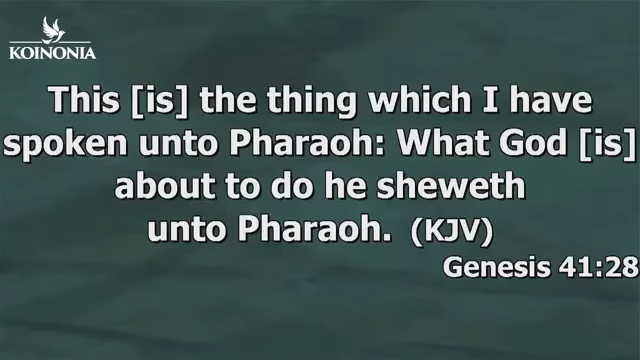 KOINONIA
This [is] the thing which I have
spoken unto Pharaoh: What God [is]
about to do he sheweth
unto Pharaoh. (KJV)
Genesis 41:28